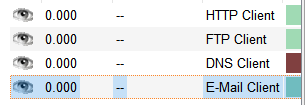 0.000 -- HTTP Client
0.000 -- FTP Client
0.000 -- DNS Client
0.000 -- E-Mail Client